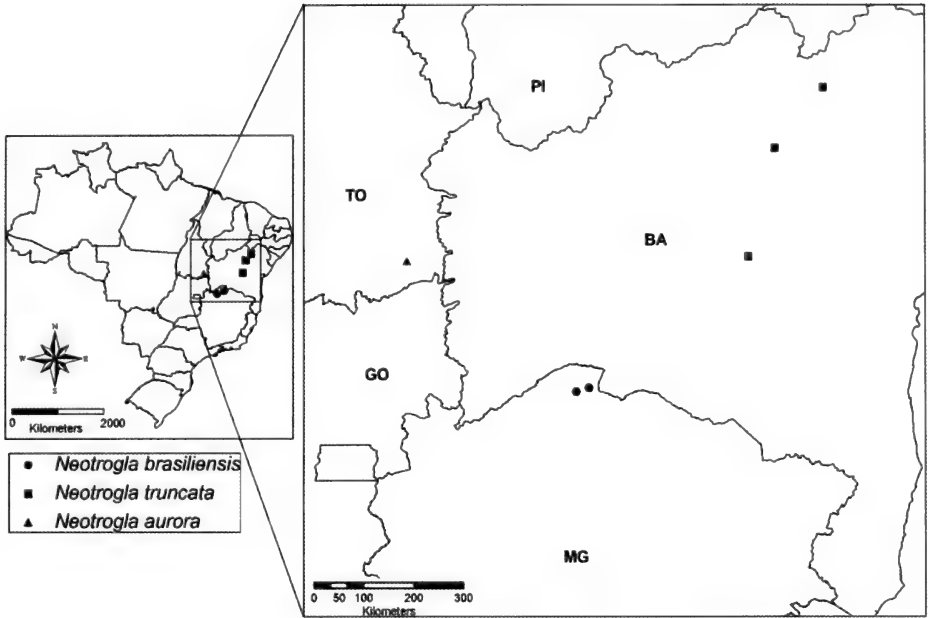 PI
TO
BA
GO
MG
N
W E
S
0 2000
Kilometers
Neotrogla brasiliensis
Neotrogla truncata
Neotrogla aurora
0 50 100 200 300
Kilometers